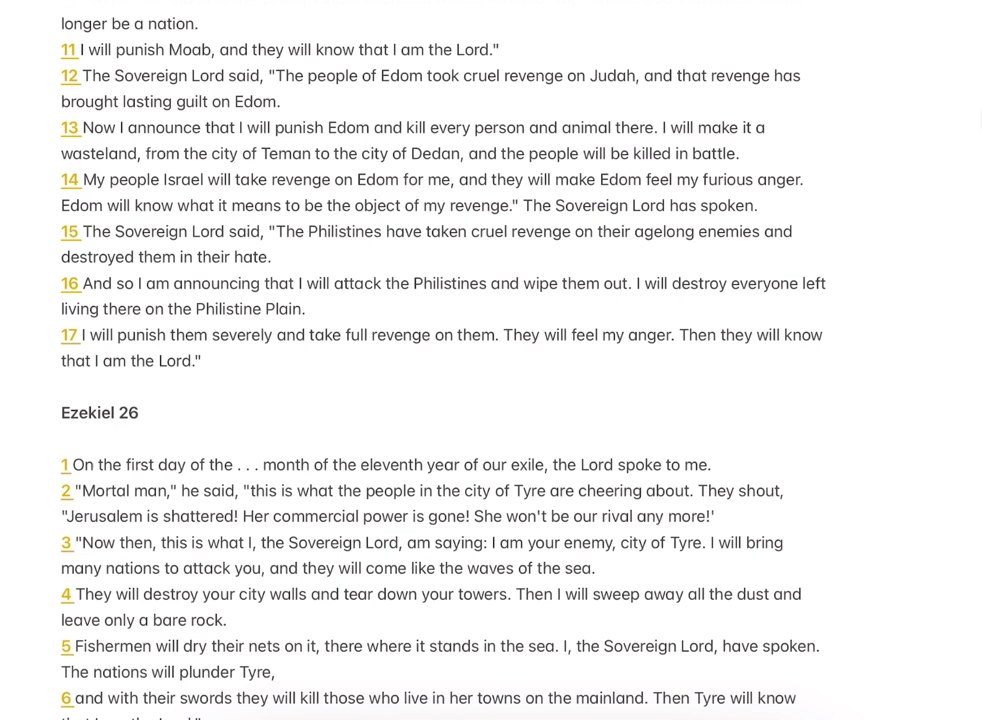 longer be a nation.
11 I will punish Moab, and they will know that I am the Lord."
12 The Sovereign Lord said, "The people of Edom took cruel revenge on Judah, and that revenge has
brought lasting guilt on Edom.
13 Now I announce that I will punish Edom and kill every person and animal there. I will make it a
wasteland, from the city of Teman to the city of Dedan, and the people will be killed in battle.
14 My people Israel will take revenge on Edom for me, and they will make Edom feel my furious anger.
Edom will know what it means to be the object of my revenge." The Sovereign Lord has spoken.
15 The Sovereign Lord said, "The Philistines have taken cruel revenge on their agelong enemies and
destroyed them in their hate.
16 And so I am announcing that I will attack the Philistines and wipe them out. I will destroy everyone left
living there on the Philistine Plain.
17 I will punish them severely and take full revenge on them. They will feel my anger. Then they will know
that I am the Lord."
Ezekiel 26
1 On the first day of the . . . month of the eleventh year of our exile, the Lord spoke to me.
2 "Mortal man," he said, "this is what the people in the city of Tyre are cheering about. They shout,
"Jerusalem is shattered! Her commercial power is gone! She won't be our rival any more!'
3 "Now then, this is what I, the Sovereign Lord, am saying: I am your enemy, city of Tyre. I will bring
many nations to attack you, and they will come like the waves of the sea.
4 They will destroy your city walls and tear down your towers. Then I will sweep away all the dust and
leave only a bare rock.
5 Fishermen will dry their nets on it, there where it stands in the sea. I, the Sovereign Lord, have spoken.
The nations will plunder Tyre,
6 and with their swords they will kill those who live in her towns on the mainland. Then Tyre will know